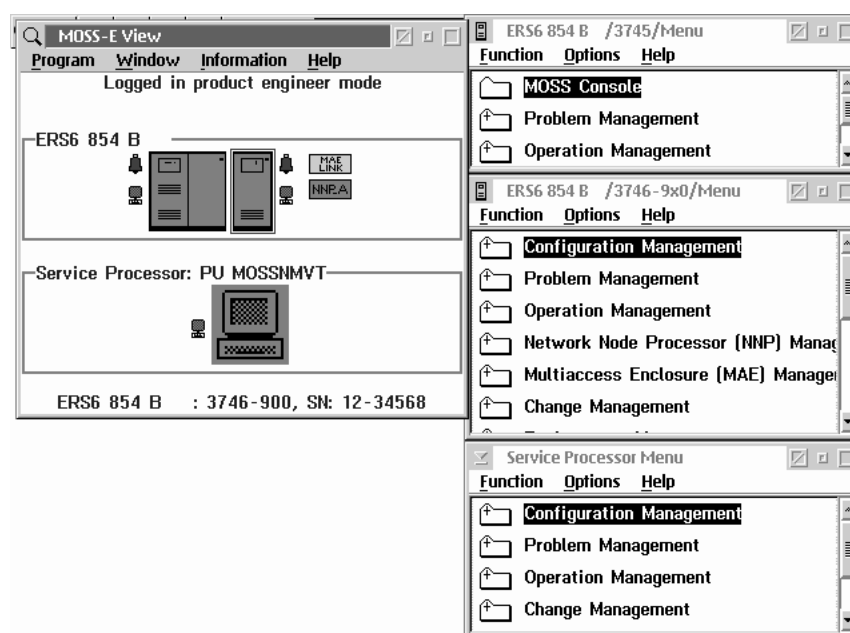 MOSS-E View
Program Window Information Help
Logged in product engineer mode
ERS6 854 B
MAE
LINK
NNP.A
Service Processor: PU MOSSNMVT
ERS6 854 B : 3746-900, SN: 12-34568
ERS6 854 B /3745/Menu
Function Options Help
MOSS Console
Problem Management
Operation Management
ERS6 854 B /3746-9x0/Menu
Function Options Help
Configuration Management
Problem Management
Operation Management
Network Node Processor (NNP) Manag
Multiaccess Enclosure (MAE) Manage
Change Management
Service Processor Menu
Function Options Help
Configuration Management
Problem Management
Operation Management
Change Management